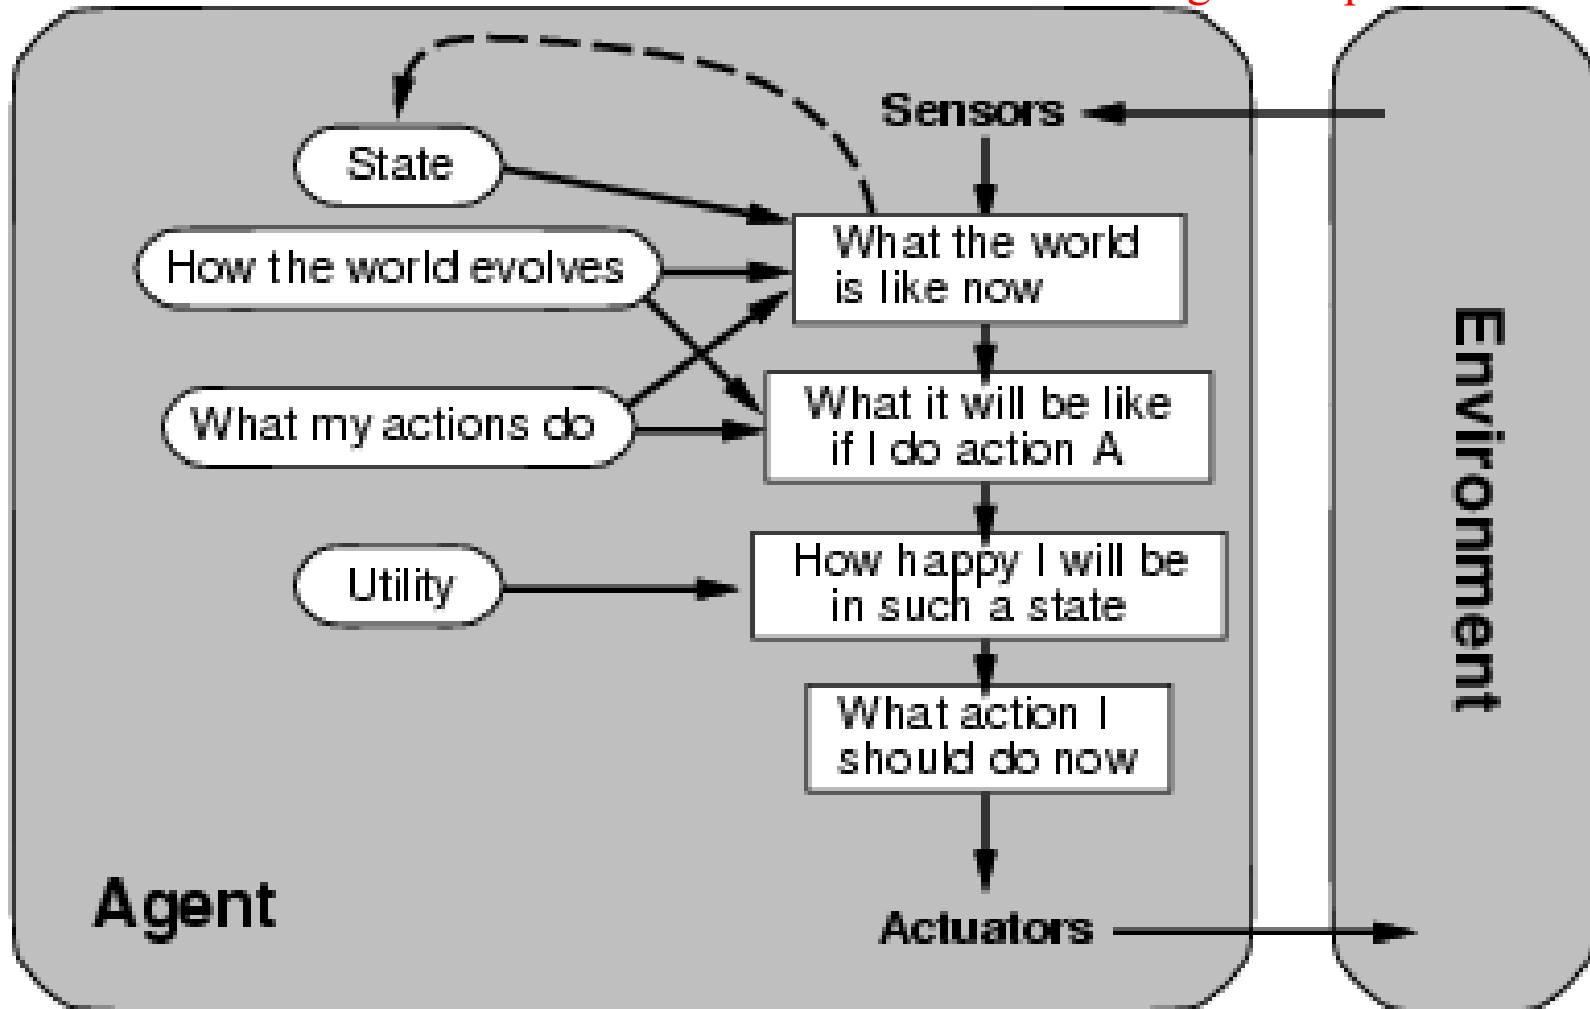 Sensors
State
What the world
is like now
How the world evolves
What it will be like
if I do action A
What my actions do
How happy I will be
in such a state
Utility
What action I
should do now
Agent
Actuators
Environment